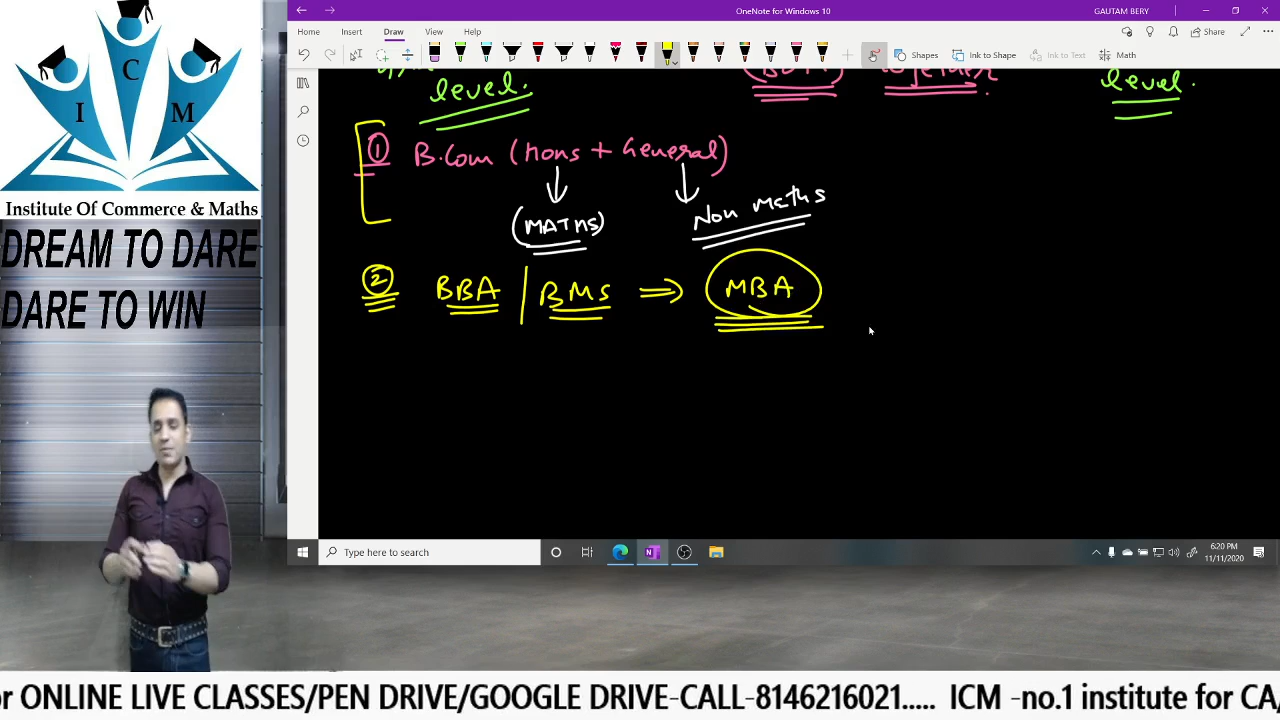 OneNote for Windows 10
GAUTAM BERY
Home Insert Draw View Help
Share
Shapes
Ink to Shape
Ink to Text
Math
C
I M
Institute Of Commerce & Maths
DREAM TO DARE
DARE TO WIN
level.
level.
① B.Com (Hons + General)
(MATHS)
Non maths
② BBA | BMS ⇒ MBA
Type here to search
6:20 PM
11/11/2020
or ONLINE LIVE CLASSES/PEN DRIVE/GOOGLE DRIVE-CALL-8146216021..... ICM -no.1 institute for CA/